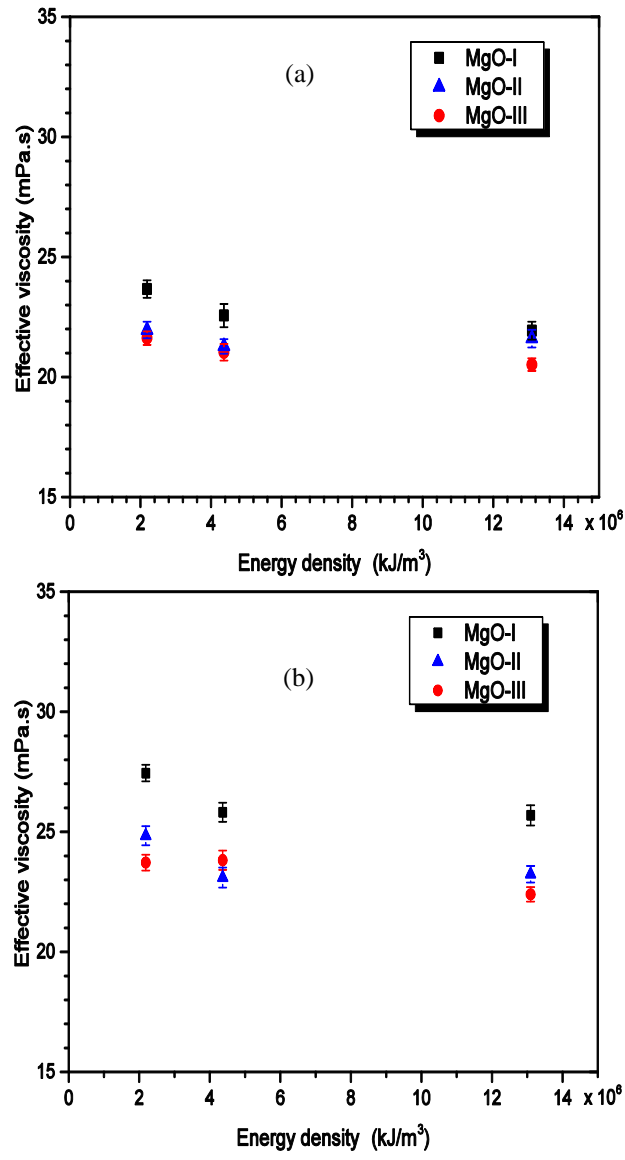 35
(a)
MgO-I
MgO-II
MgO-III
30
25
20
15
Effective viscosity (mPa.s)
0 2 4 6 8 10 12 14 x 10⁶
Energy density (kJ/m³)
35
(b)
MgO-I
MgO-II
MgO-III
30
25
20
15
Effective viscosity (mPa.s)
0 2 4 6 8 10 12 14 x 10⁶
Energy density (kJ/m³)